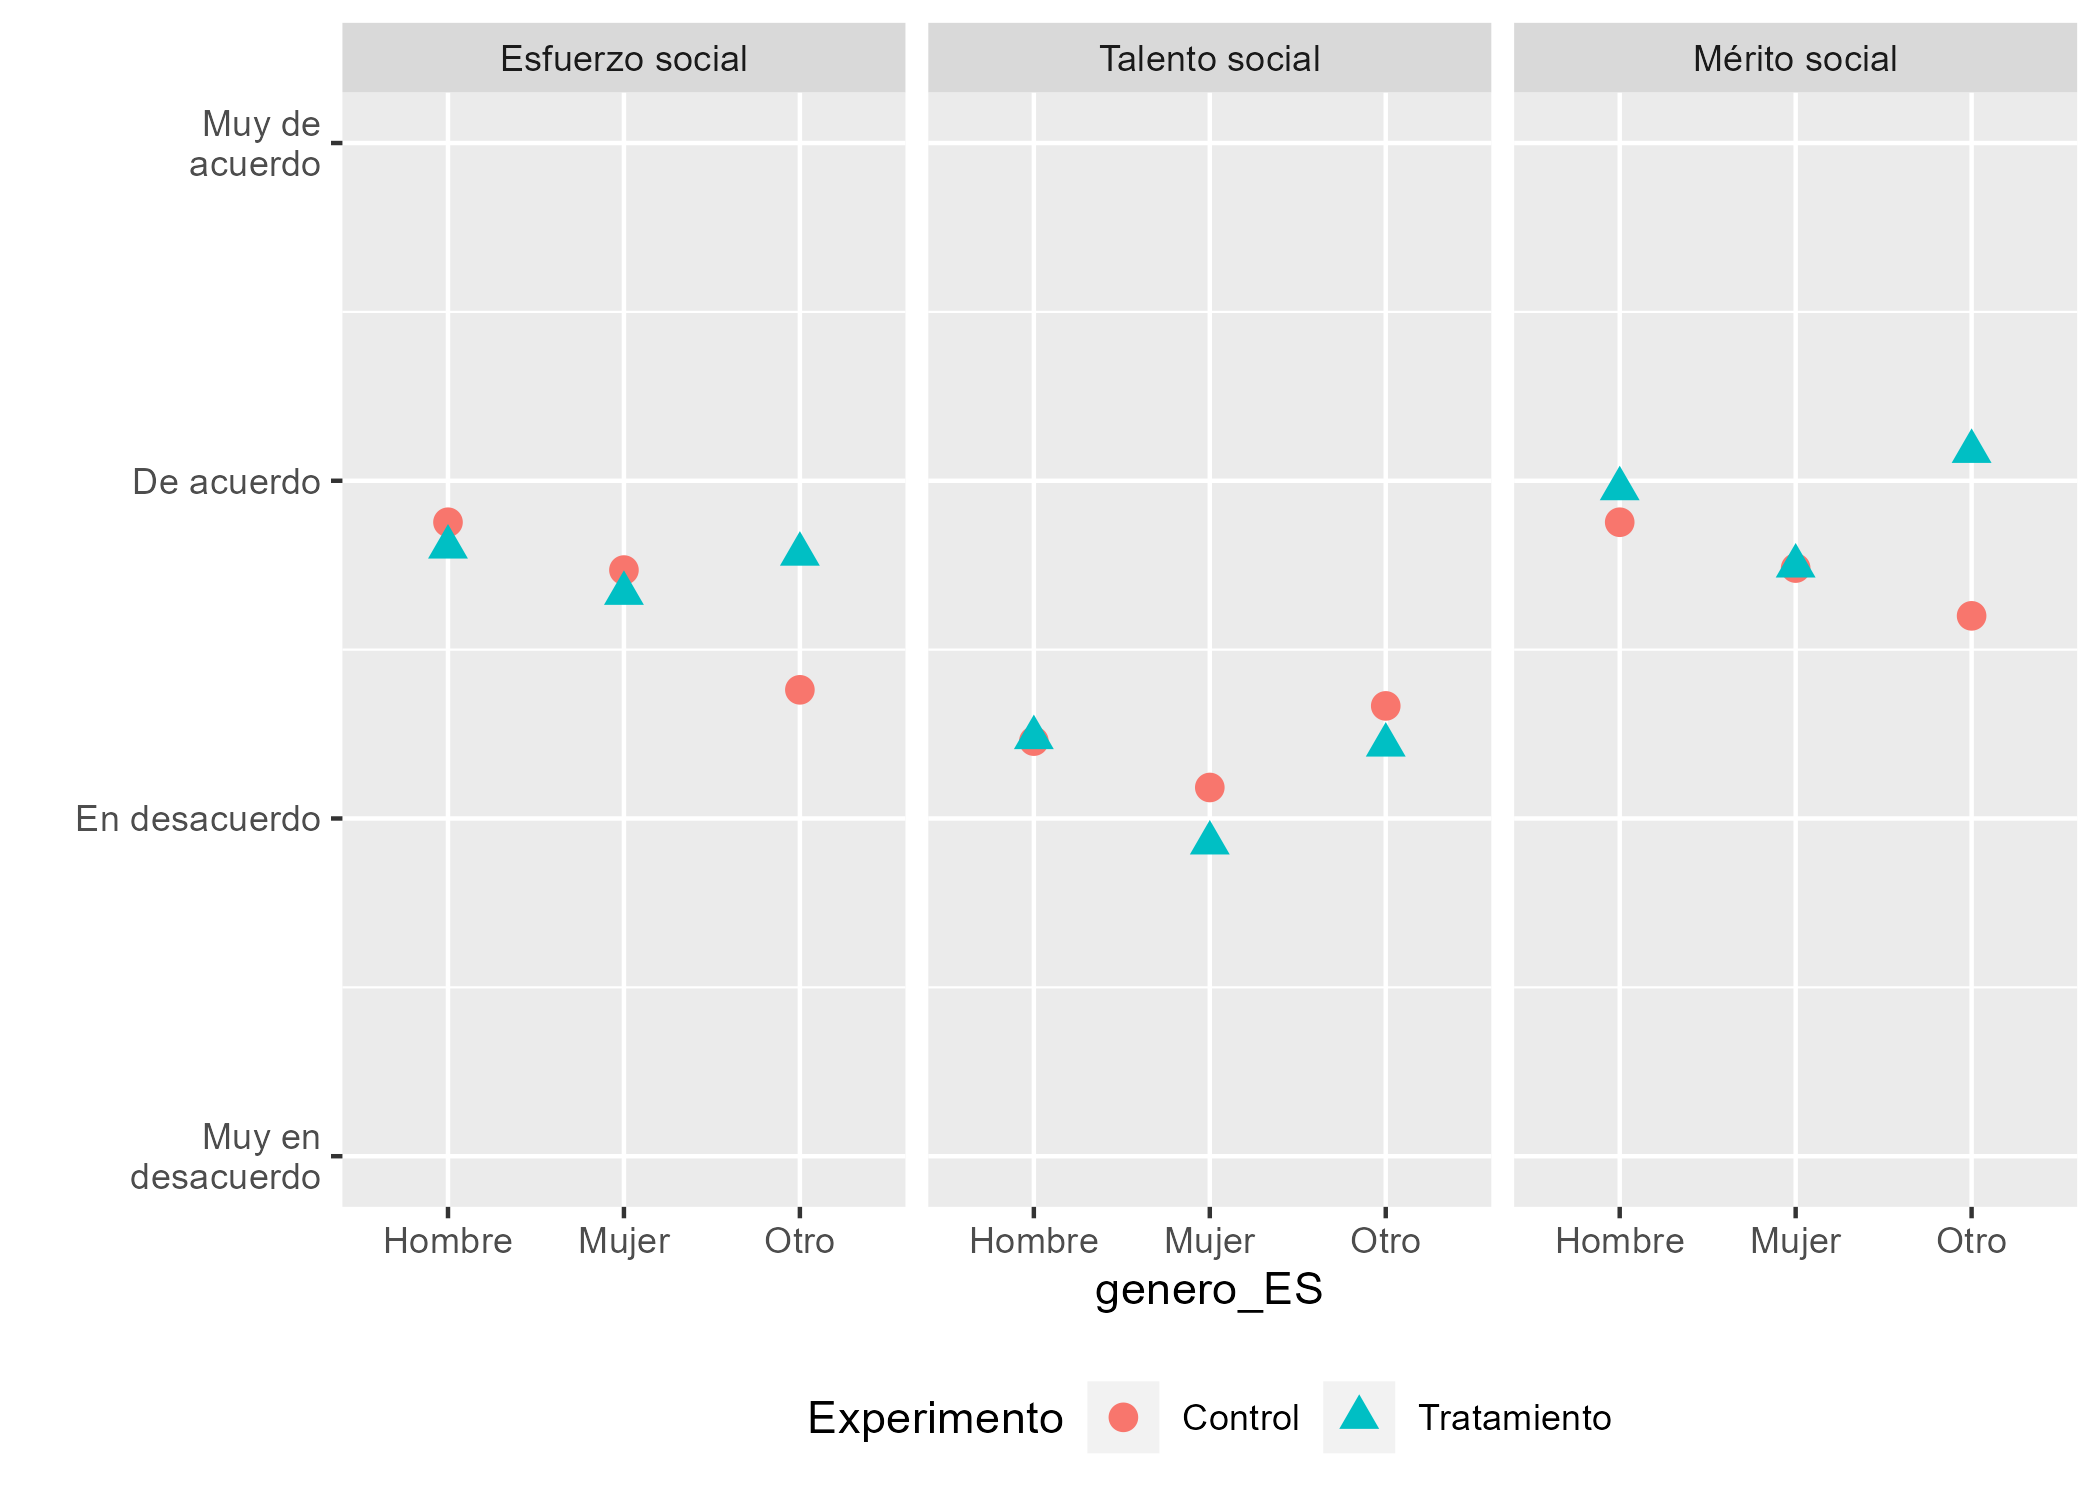 Esfuerzo social
Talento social
Mérito social
Muy de
acuerdo
De acuerdo
En desacuerdo
Muy en
desacuerdo
Hombre Mujer Otro
Hombre Mujer Otro
Hombre Mujer Otro
genero_ES
Experimento Control Tratamiento